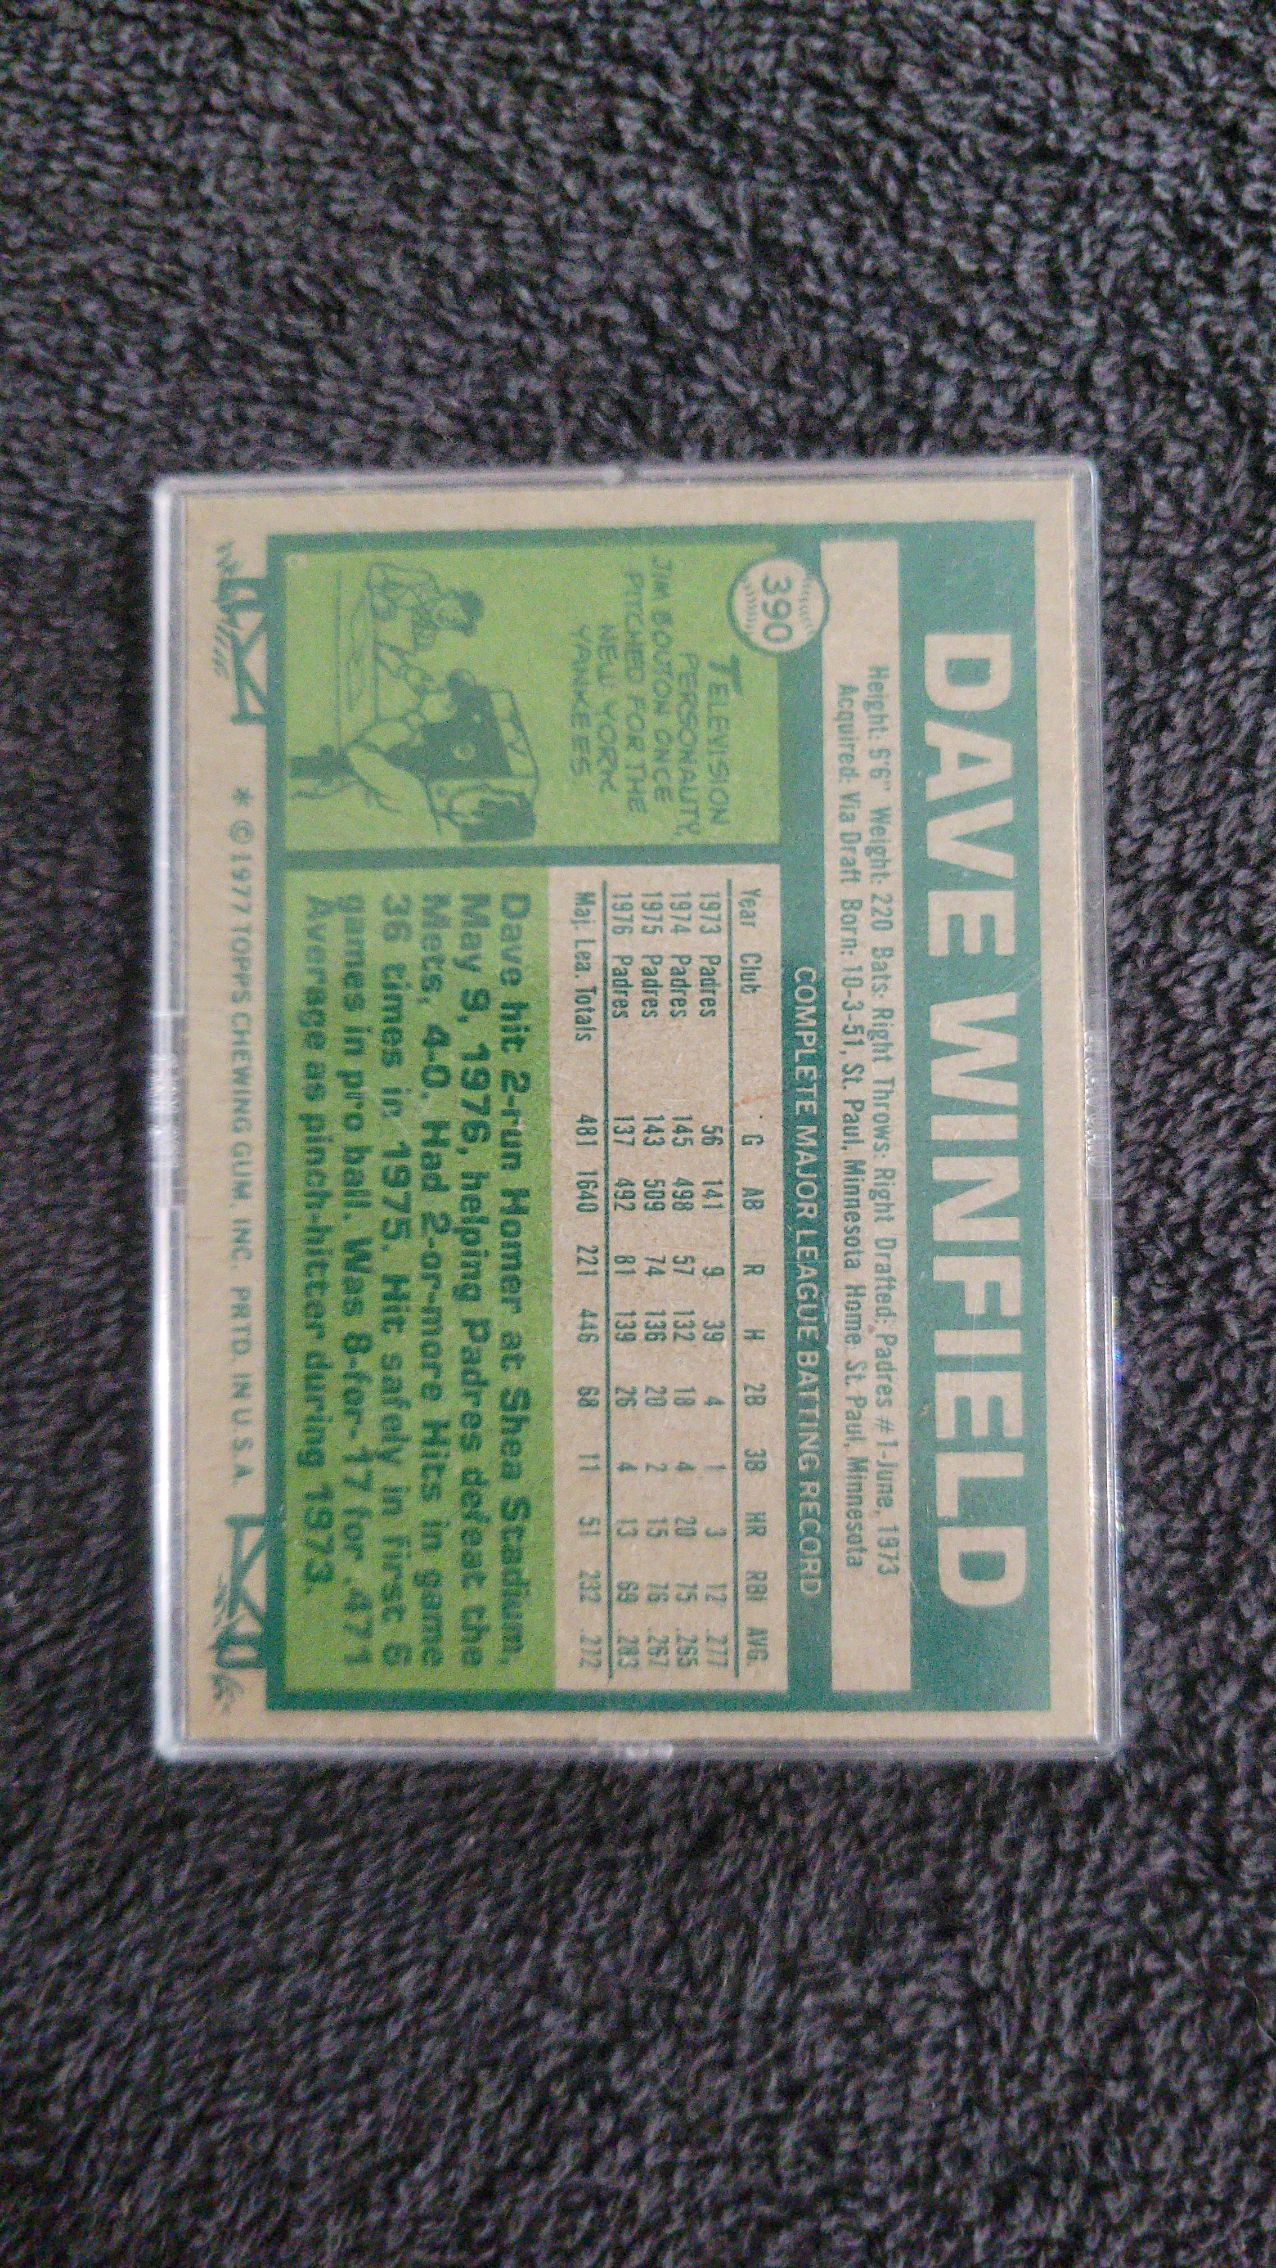 DAVE WINFIELD
Height: 6'6" Weight: 220 Bats: Right Throws: Right Drafted: Padres #1-June, 1973
Acquired: Via Draft Born: 10-3-51, St. Paul, Minnesota Home: St. Paul, Minnesota
390
COMPLETE MAJOR LEAGUE BATTING RECORD
TELEVISION
PERSONALITY,
JIM BOUTON ONCE
PITCHED FOR THE
NEW YORK
YANKEES
Year Club G AB R H 2B 3B HR RBI AVG.
1973 Padres 56 141 9 39 4 1 3 12 .277
1974 Padres 145 498 57 132 18 4 20 75 .265
1975 Padres 143 509 74 136 20 2 15 76 .267
1976 Padres 137 492 81 139 26 4 13 69 .283
Maj. Lea. Totals 481 1640 221 446 68 11 51 232 .272
Dave hit 2-run Homer at Shea Stadium,
May 9, 1976, helping Padres defeat the
Mets, 4-0. Had 2-or-more Hits in game
36 times in 1975. Hit safely in first 6
games in pro ball. Was 8-for-17 for .471
Average as pinch-hitter during 1973.
* © 1977 TOPPS CHEWING GUM, INC. PRTD. IN U.S.A.